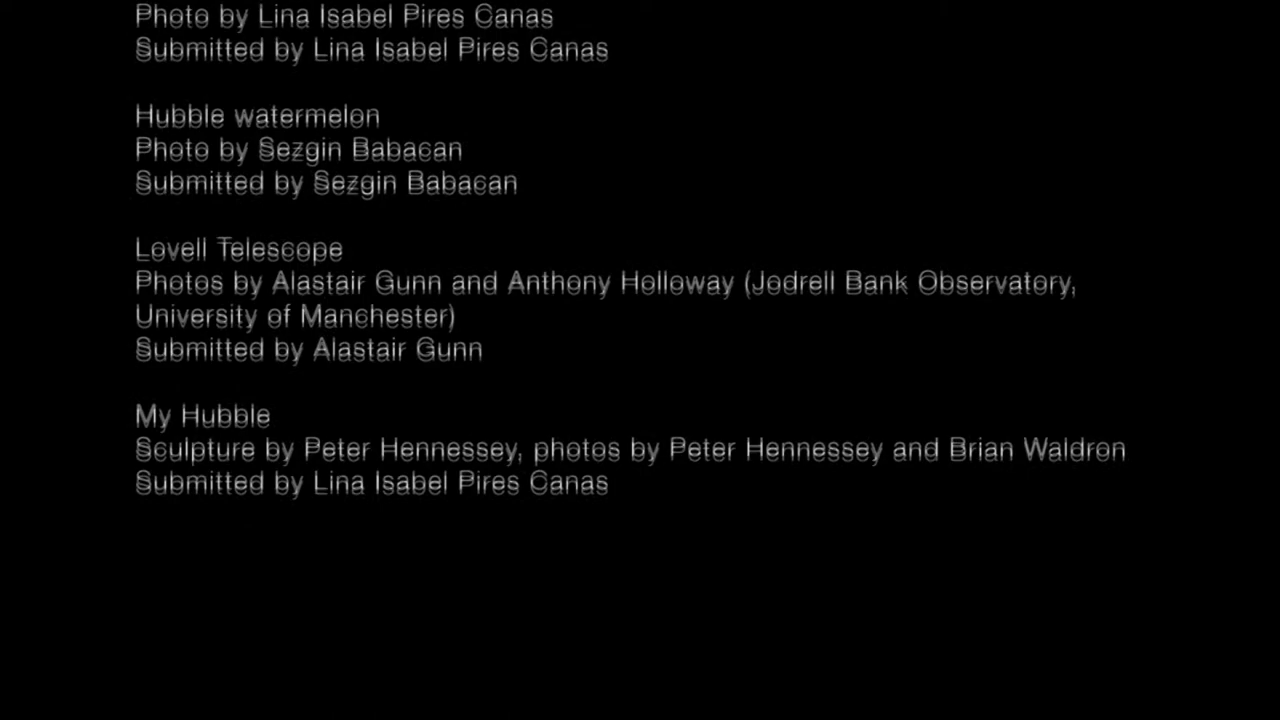 Photo by Lina Isabel Pires Canas
Submitted by Lina Isabel Pires Canas
Hubble watermelon
Photo by Sezgin Babacan
Submitted by Sezgin Babacan
Lovell Telescope
Photos by Alastair Gunn and Anthony Holloway (Jodrell Bank Observatory,
University of Manchester)
Submitted by Alastair Gunn
My Hubble
Sculpture by Peter Hennessey, photos by Peter Hennessey and Brian Waldron
Submitted by Lina Isabel Pires Canas